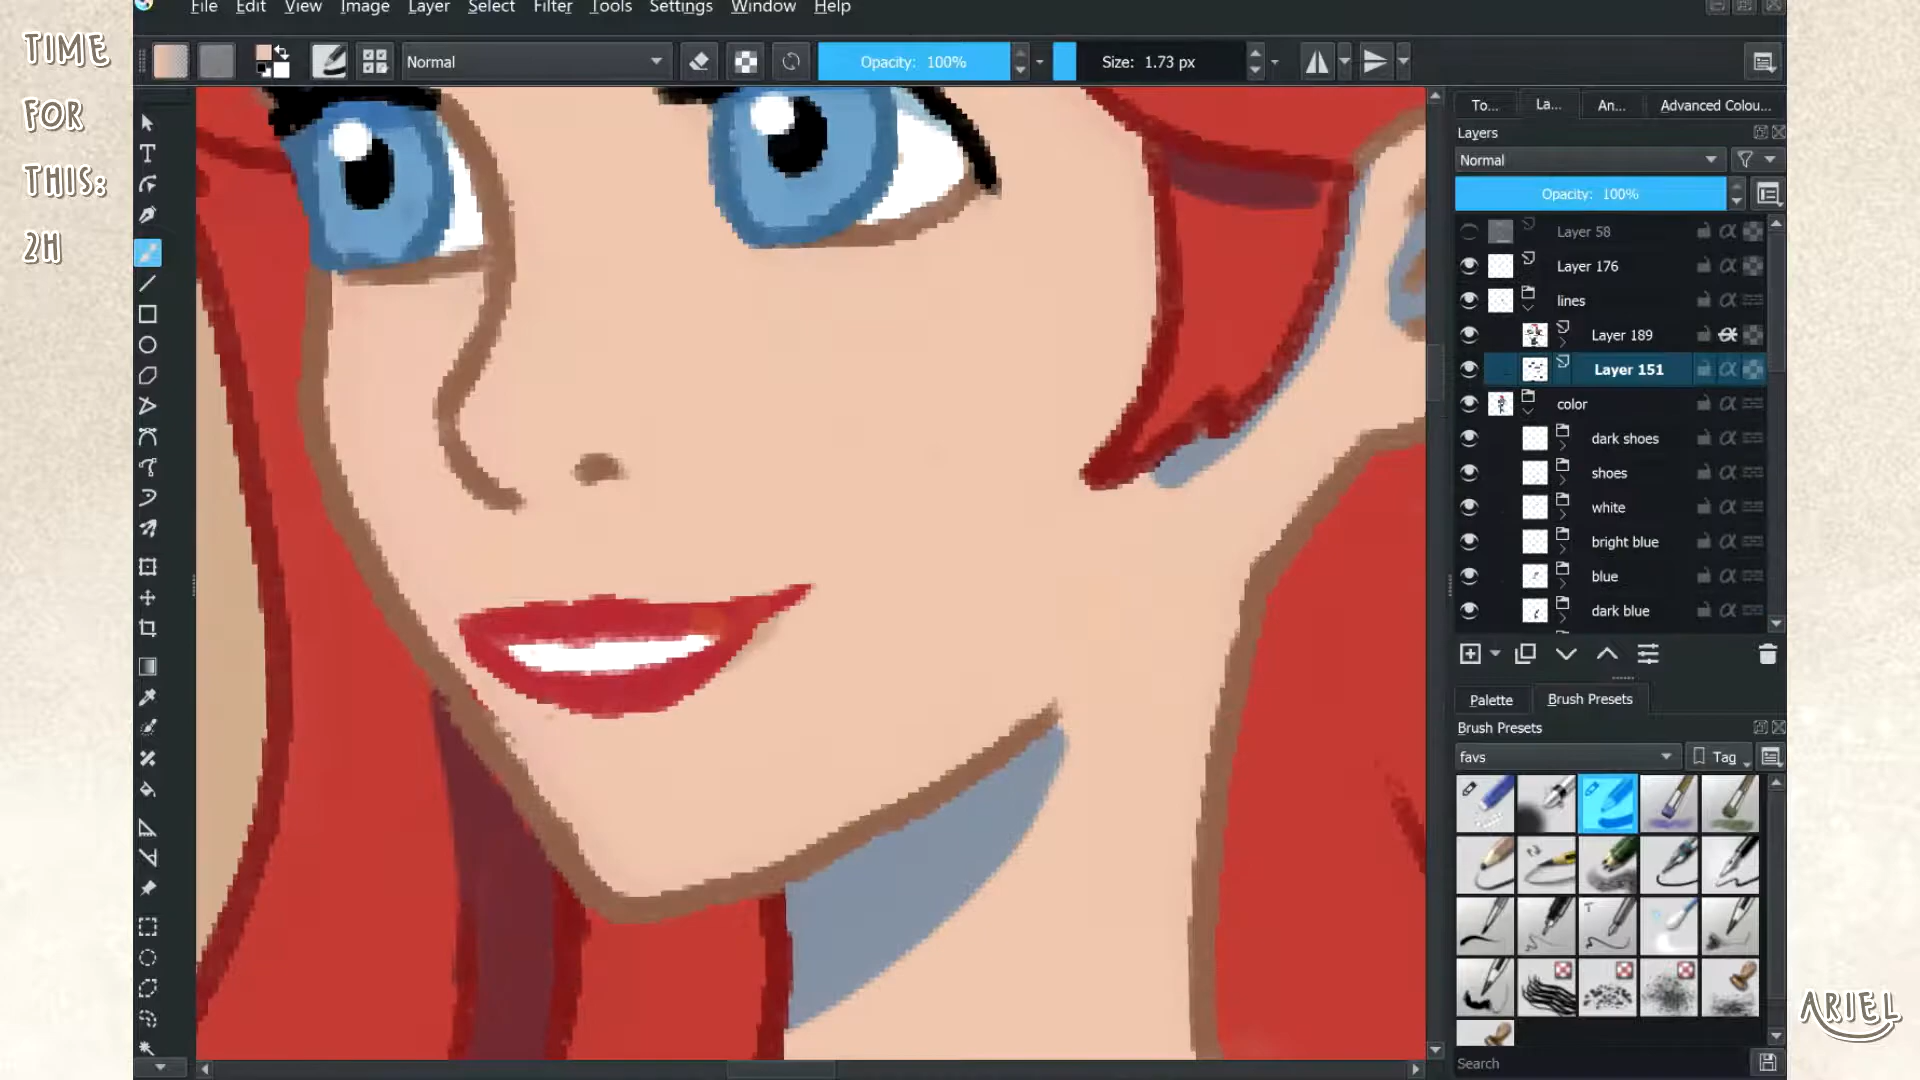 TIME
FOR
THIS:
2H
File Edit View Image Layer Select Filter Tools Settings Window Help
Normal
Opacity: 100%
Size: 1.73 px
To... La... An... Advanced Colou...
Layers
Normal
Opacity: 100%
Layer 58
Layer 176
lines
Layer 189
Layer 151
color
dark shoes
shoes
white
bright blue
blue
dark blue
Palette Brush Presets
Brush Presets
favs Tag
Search
ARIEL